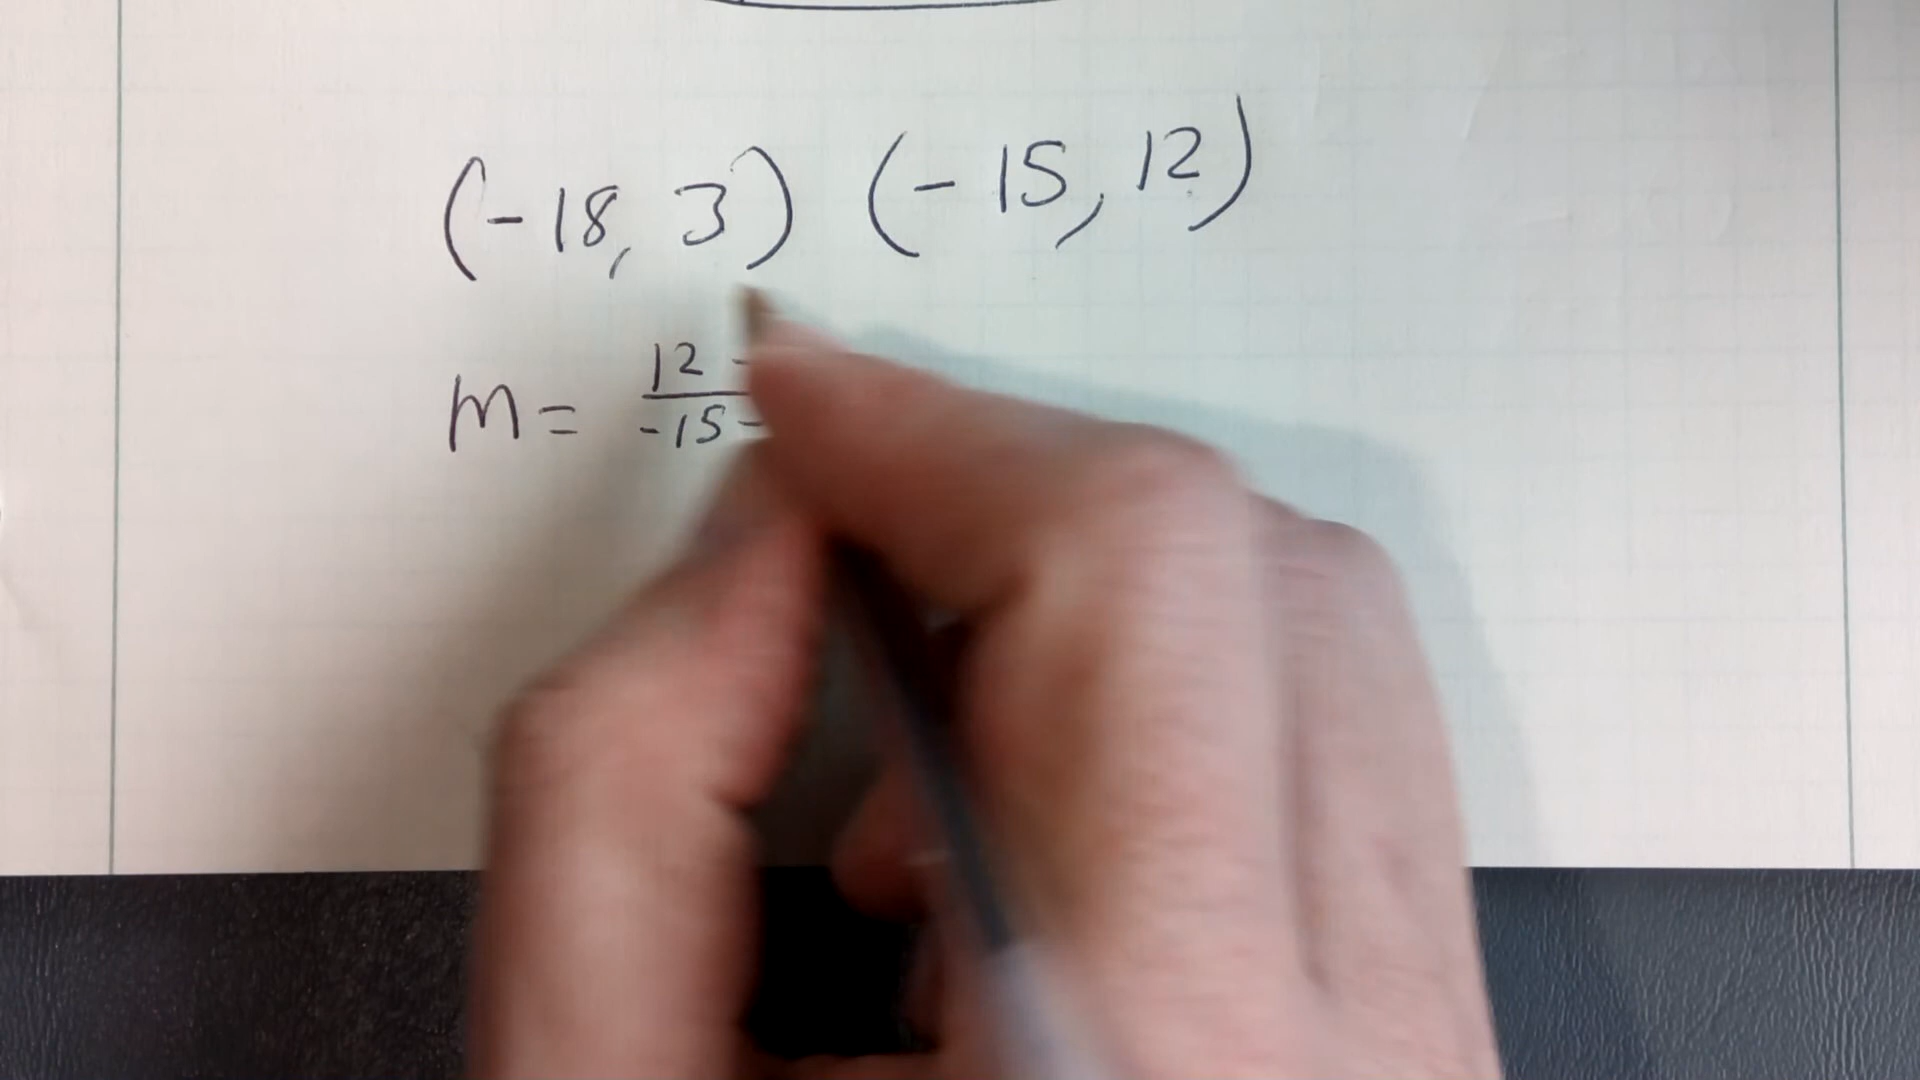 (-18, 3) (-15, 12)
m = 12 -
-15 -